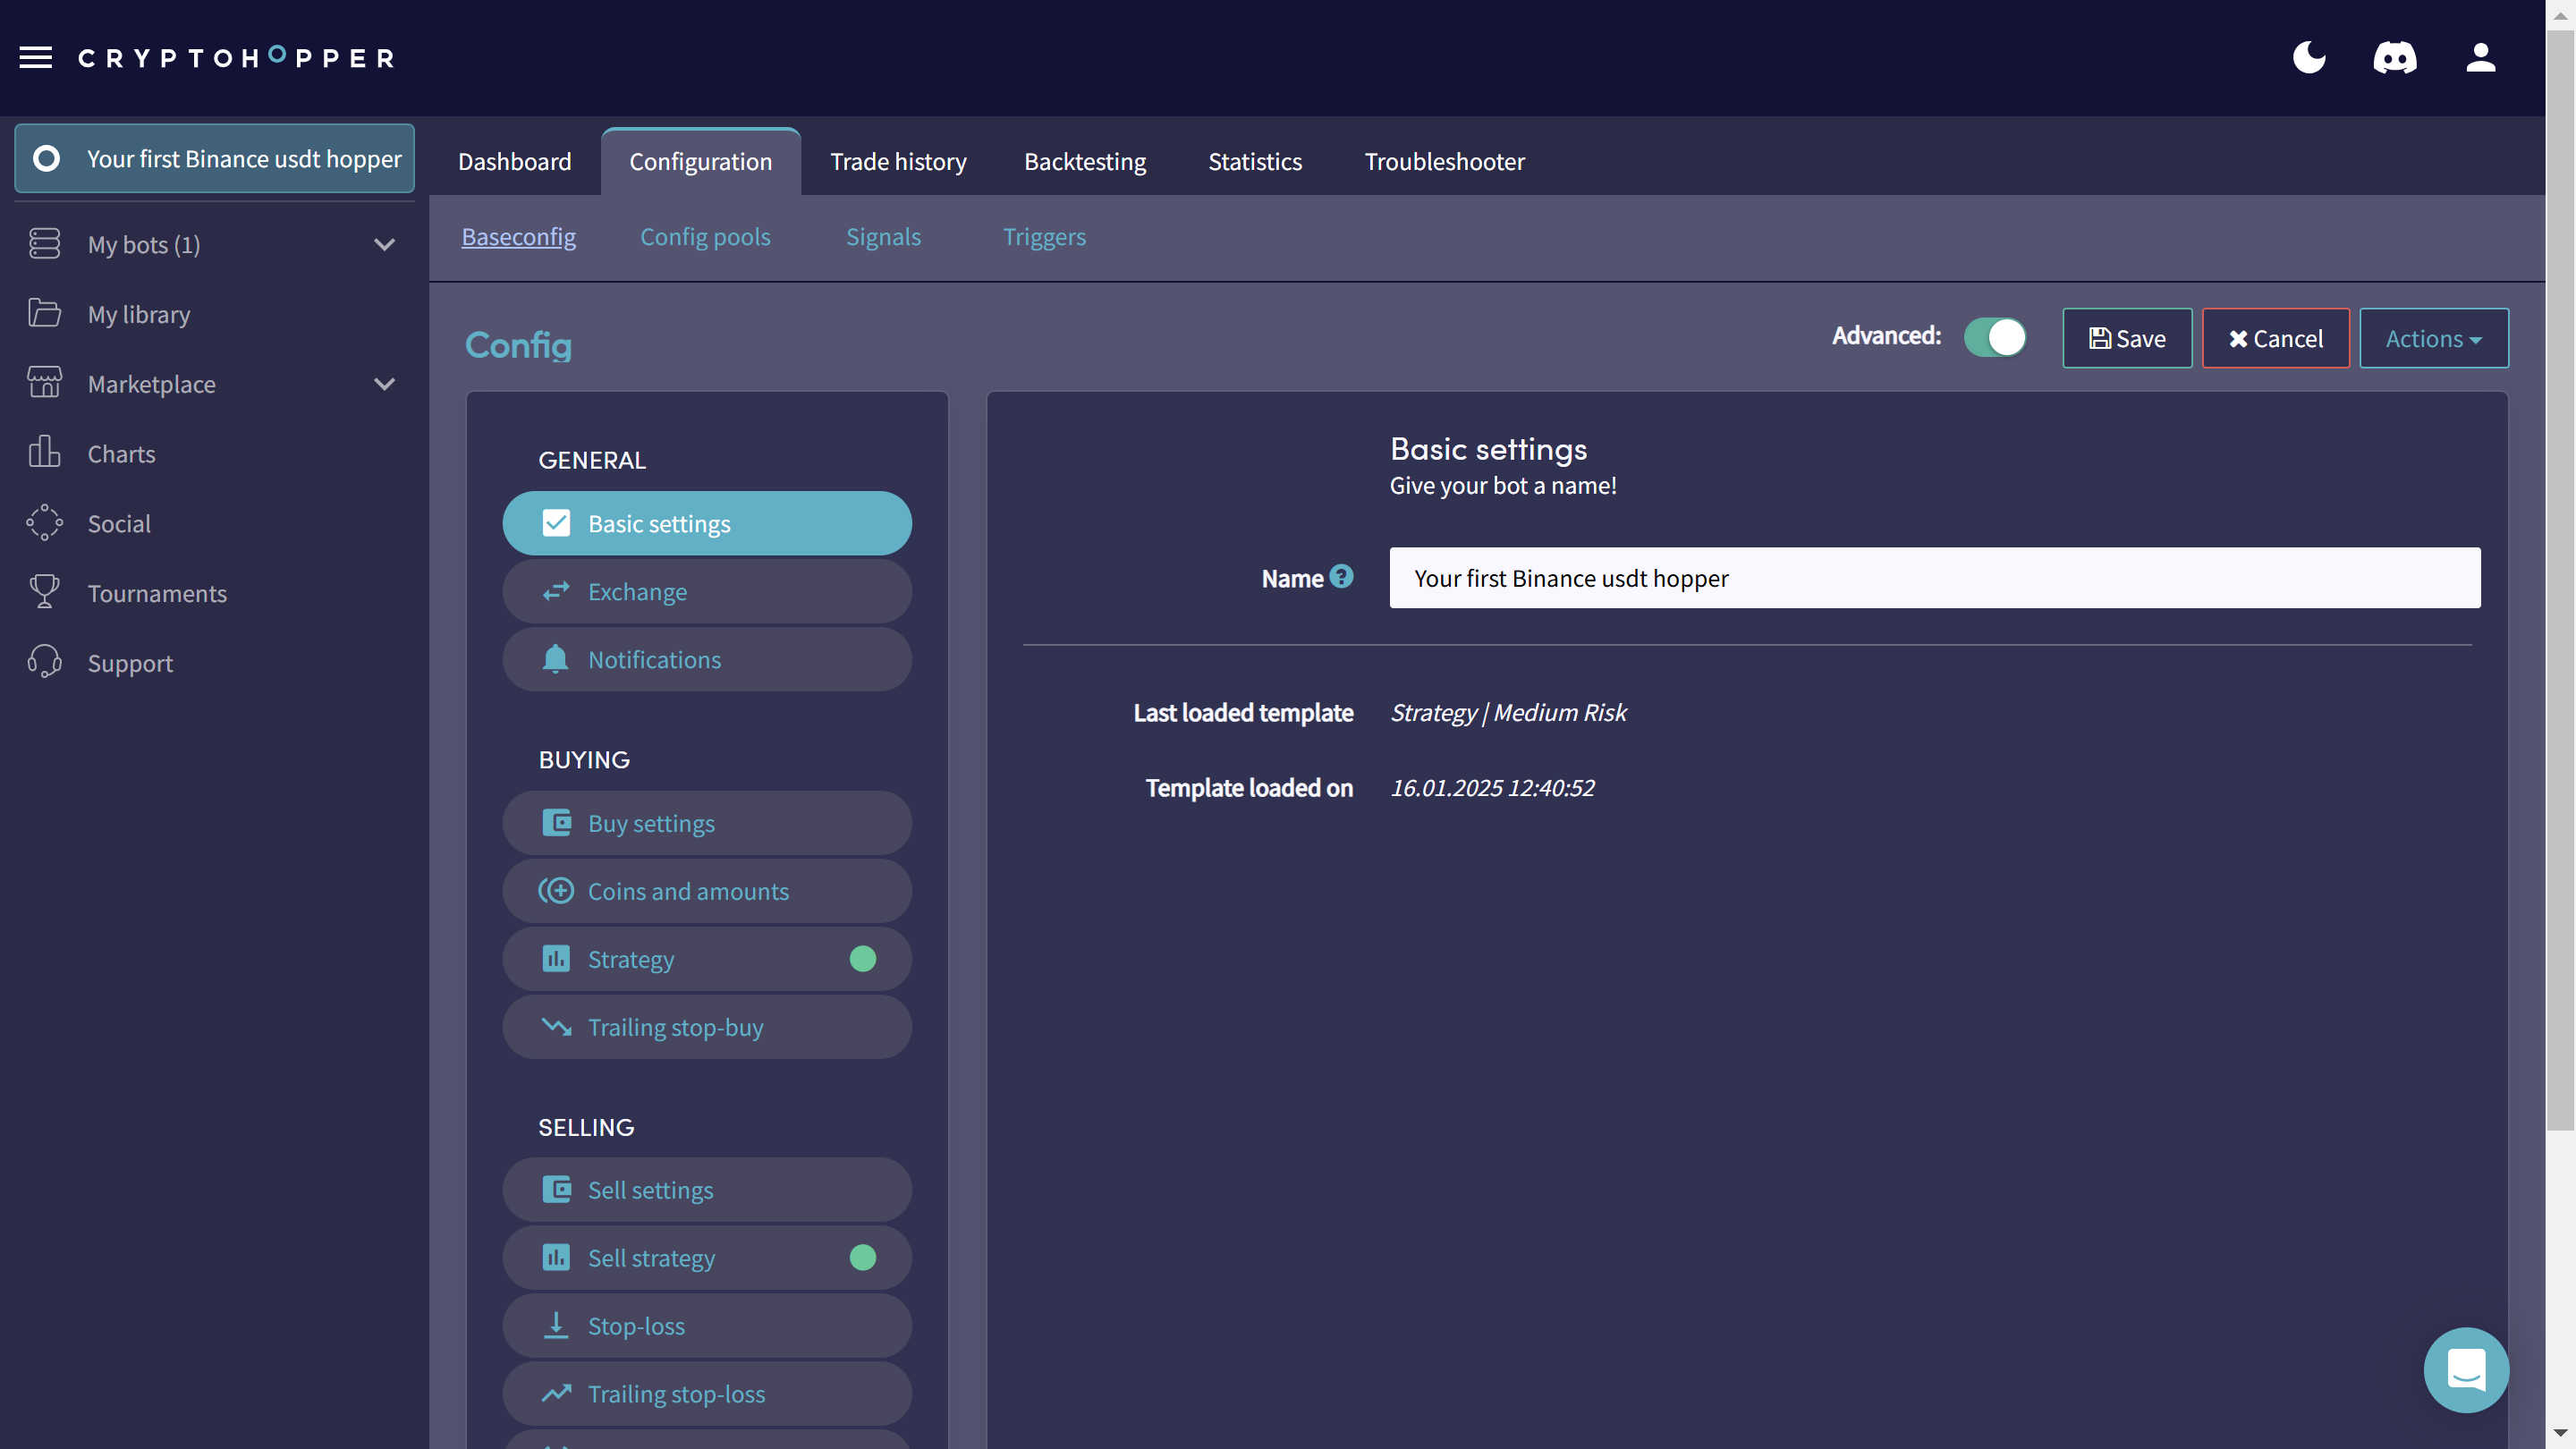 CRYPTOHOPPER
Your first Binance usdt hopper
My bots (1)
My library
Marketplace
Charts
Social
Tournaments
Support
Dashboard
Configuration
Trade history
Backtesting
Statistics
Troubleshooter
Baseconfig
Config pools
Signals
Triggers
Config
Advanced:
Save
Cancel
Actions
GENERAL
Basic settings
Exchange
Notifications
BUYING
Buy settings
Coins and amounts
Strategy
Trailing stop-buy
SELLING
Sell settings
Sell strategy
Stop-loss
Trailing stop-loss
Basic settings
Give your bot a name!
Name ?
Your first Binance usdt hopper
Last loaded template
Strategy | Medium Risk
Template loaded on
16.01.2025 12:40:52